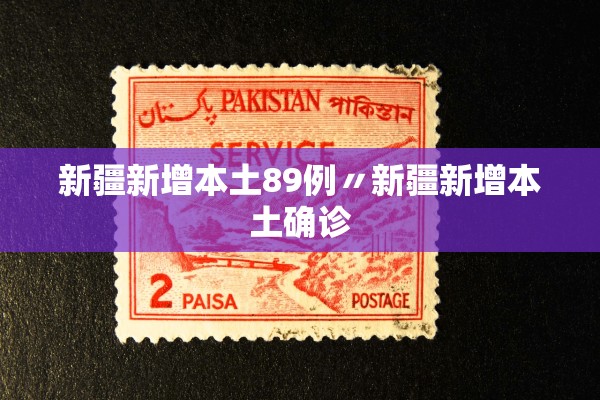 پاکستان PAKISTAN পাকিস্তান
SERVICE
新疆新增本土89例〃新疆新增本
土确诊
2 PAISA POSTAGE